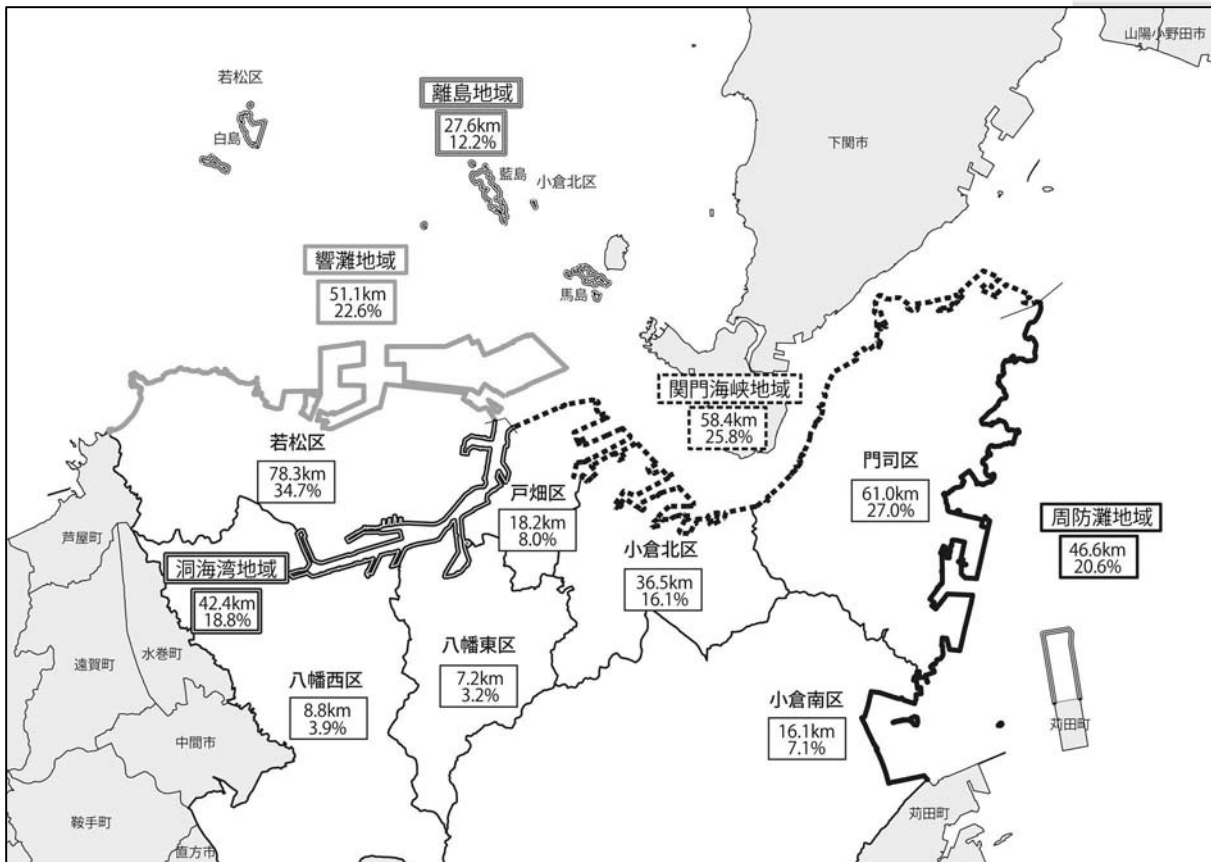 山陽小野田市
若松区
離島地域
27.6km
12.2%
下関市
白島
藍島
小倉北区
響灘地域
51.1km
22.6%
馬島
関門海峡地域
58.4km
25.8%
若松区
78.3km
34.7%
門司区
61.0km
27.0%
戸畑区
18.2km
8.0%
周防灘地域
46.6km
20.6%
芦屋町
小倉北区
36.5km
16.1%
洞海湾地域
42.4km
18.8%
水巻町
遠賀町
八幡東区
7.2km
3.2%
八幡西区
8.8km
3.9%
小倉南区
16.1km
7.1%
苅田町
中間市
苅田町
鞍手町
直方市